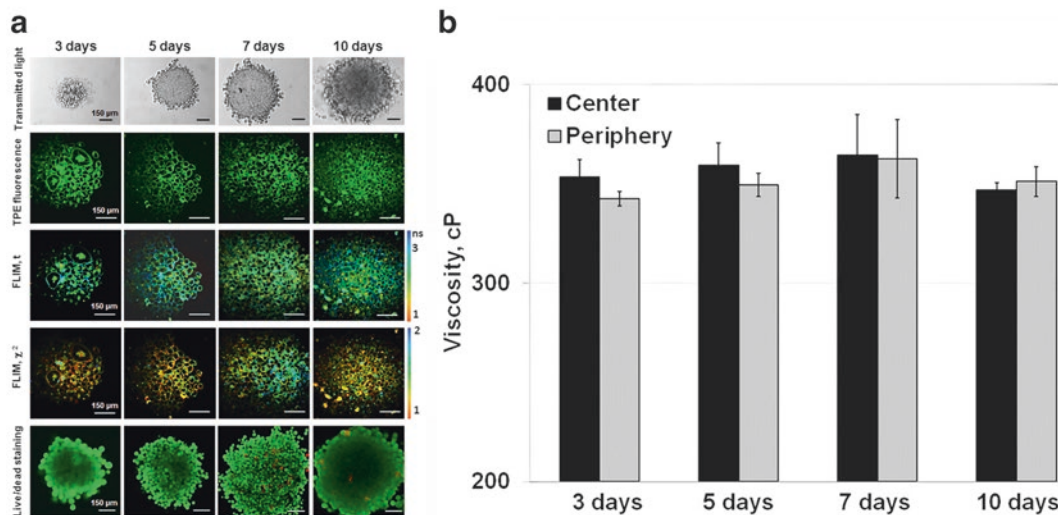 a
3 days 5 days 7 days 10 days
Transmitted light
150 µm
TPE fluorescence
150 µm
FLIM, t
150 µm
ns
3
1
FLIM, χ²
150 µm
2
1
Live/dead staining
150 µm
b
400
300
200
Viscosity, cP
Center
Periphery
3 days 5 days 7 days 10 days